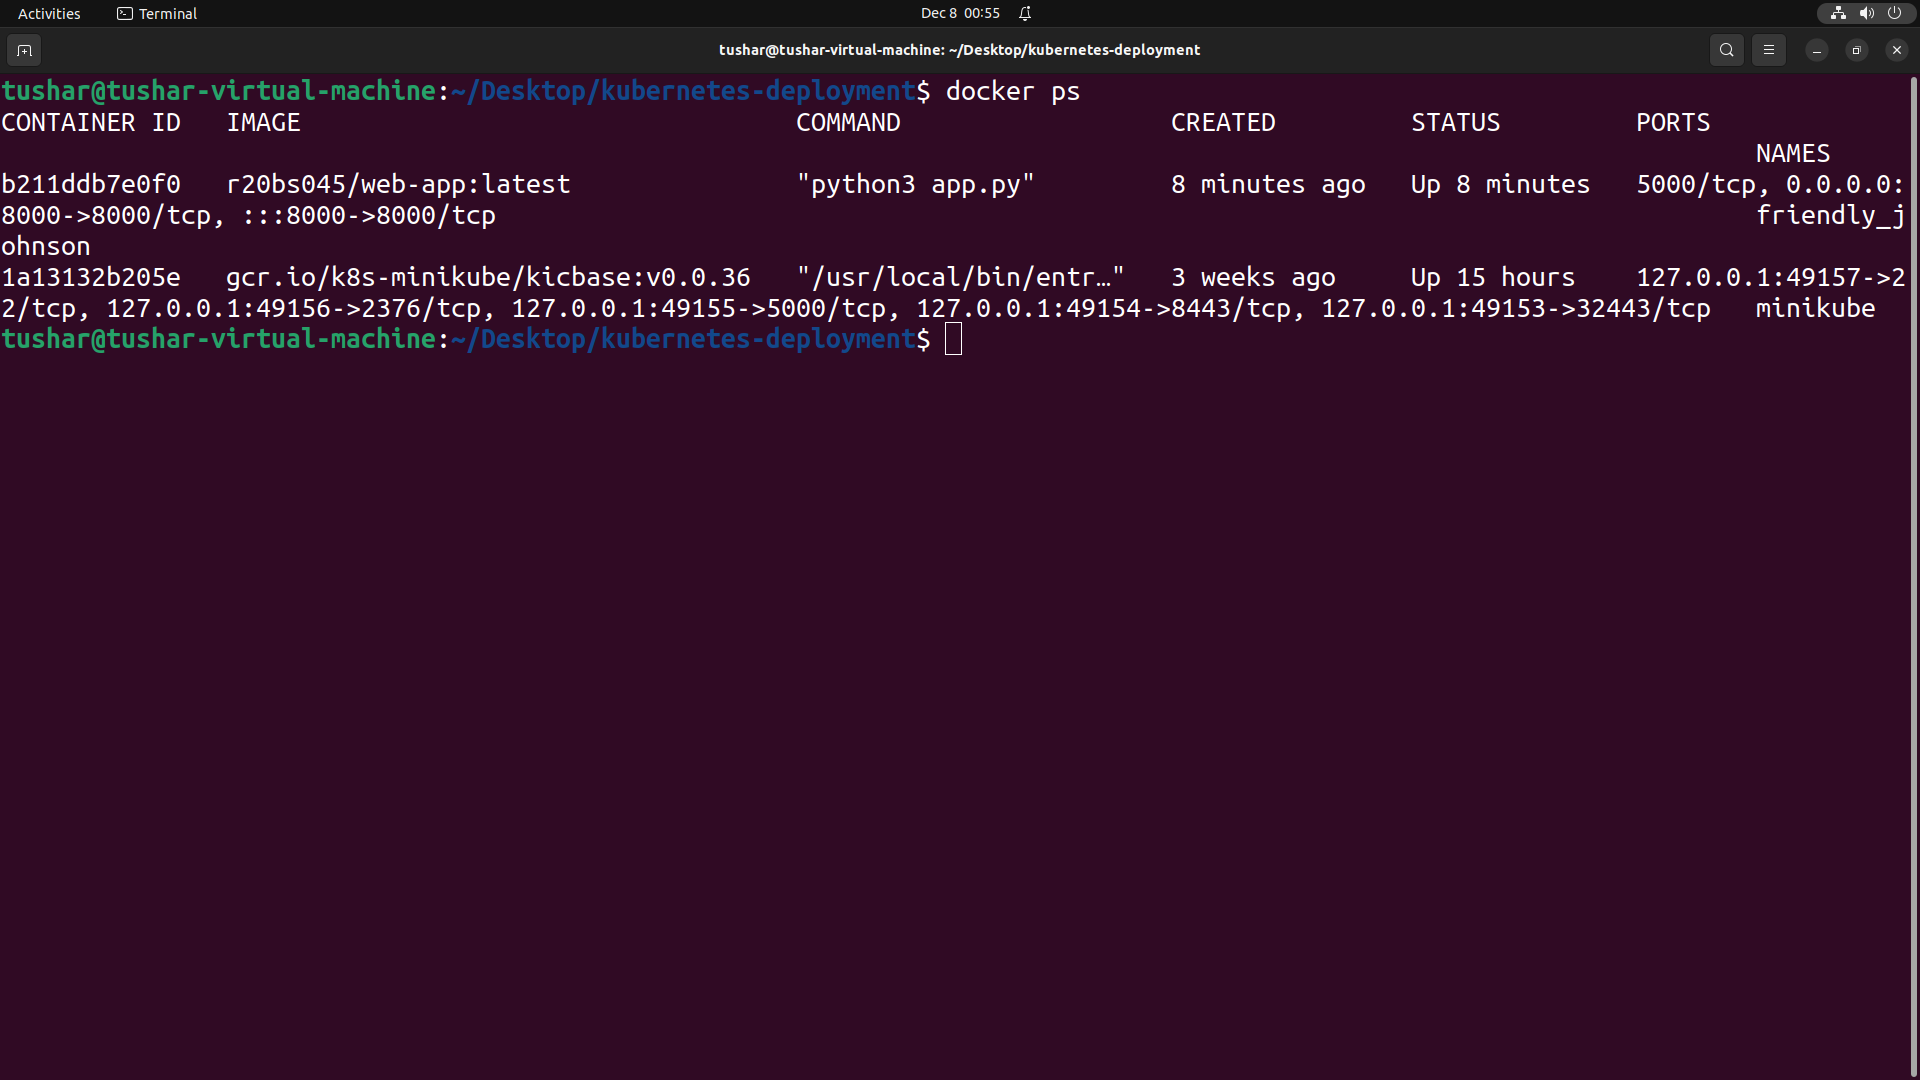 Activities Terminal Dec 8 00:55
tushar@tushar-virtual-machine: ~/Desktop/kubernetes-deployment
tushar@tushar-virtual-machine:~/Desktop/kubernetes-deployment$ docker ps
CONTAINER ID   IMAGE                                 COMMAND                  CREATED         STATUS         PORTS
NAMES
b211ddb7e0f0   r20bs045/web-app:latest               "python3 app.py"         8 minutes ago   Up 8 minutes   5000/tcp, 0.0.0.0:
8000->8000/tcp, :::8000->8000/tcp                                                                                    friendly_j
ohnson
1a13132b205e   gcr.io/k8s-minikube/kicbase:v0.0.36   "/usr/local/bin/entr…"   3 weeks ago     Up 15 hours    127.0.0.1:49157->2
2/tcp, 127.0.0.1:49156->2376/tcp, 127.0.0.1:49155->5000/tcp, 127.0.0.1:49154->8443/tcp, 127.0.0.1:49153->32443/tcp   minikube
tushar@tushar-virtual-machine:~/Desktop/kubernetes-deployment$